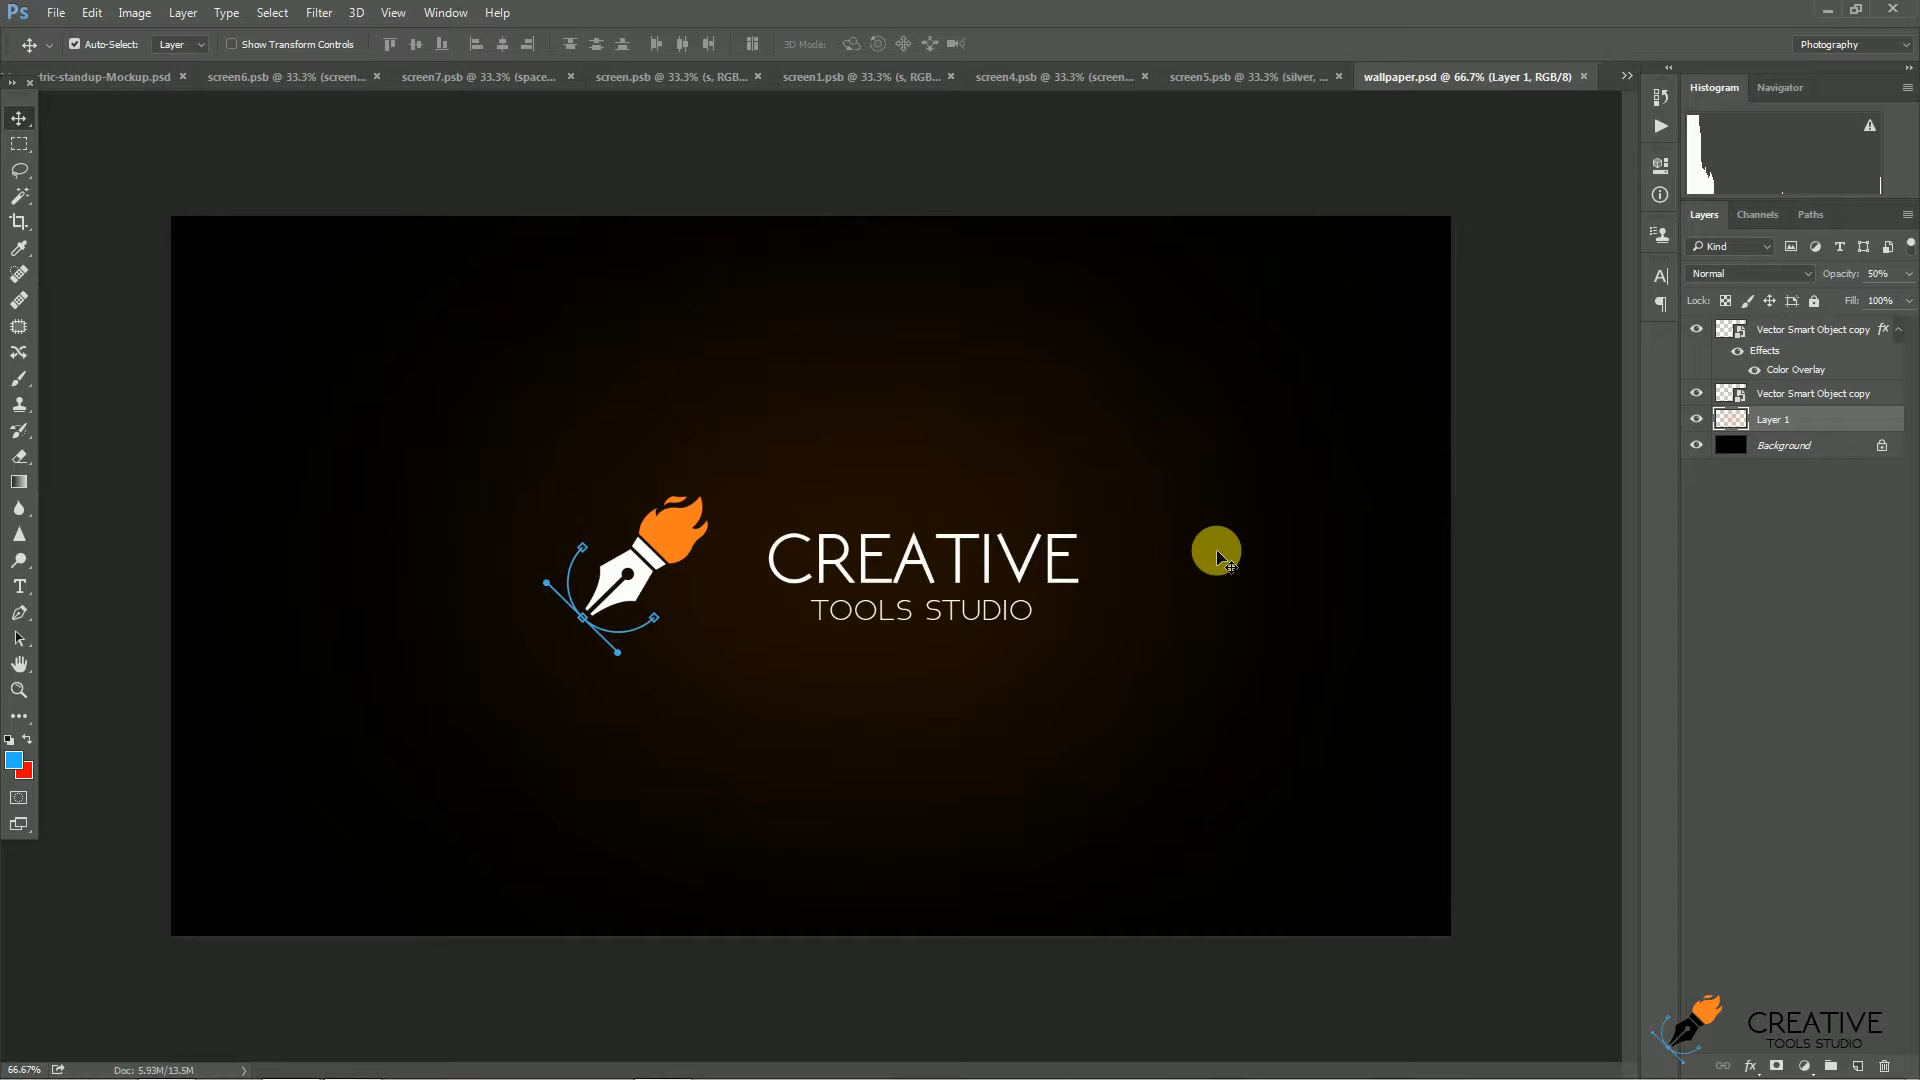 Ps File Edit Image Layer Type Select Filter 3D View Window Help
Auto-Select: Layer Show Transform Controls 3D Mode: Photography
tric-standup-Mockup.psd × screen6.psb @ 33.3% (screen... × screen7.psb @ 33.3% (space... × screen.psb @ 33.3% (s, RGB... × screen1.psb @ 33.3% (s, RGB... × screen4.psb @ 33.3% (screen... × screen5.psb @ 33.3% (silver, ... × wallpaper.psd @ 66.7% (Layer 1, RGB/8) ×
Histogram Navigator
Layers Channels Paths
Kind
Normal Opacity: 50%
Lock: Fill: 100%
Vector Smart Object copy fx
Effects
Color Overlay
Vector Smart Object copy
Layer 1
Background
CREATIVE
TOOLS STUDIO
CREATIVE
TOOLS STUDIO
66.67% Doc: 5.93M/13.5M